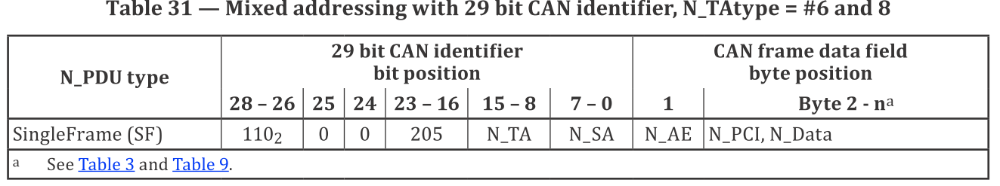 Table 31 — Mixed addressing with 29 bit CAN identifier, N_TAtype = #6 and 8
N_PDU type
29 bit CAN identifier
bit position
CAN frame data field
byte position
28 – 26 25 24 23 – 16 15 – 8 7 – 0 1 Byte 2 - nᵃ
SingleFrame (SF) 110₂ 0 0 205 N_TA N_SA N_AE N_PCI, N_Data
ᵃ See Table 3 and Table 9.